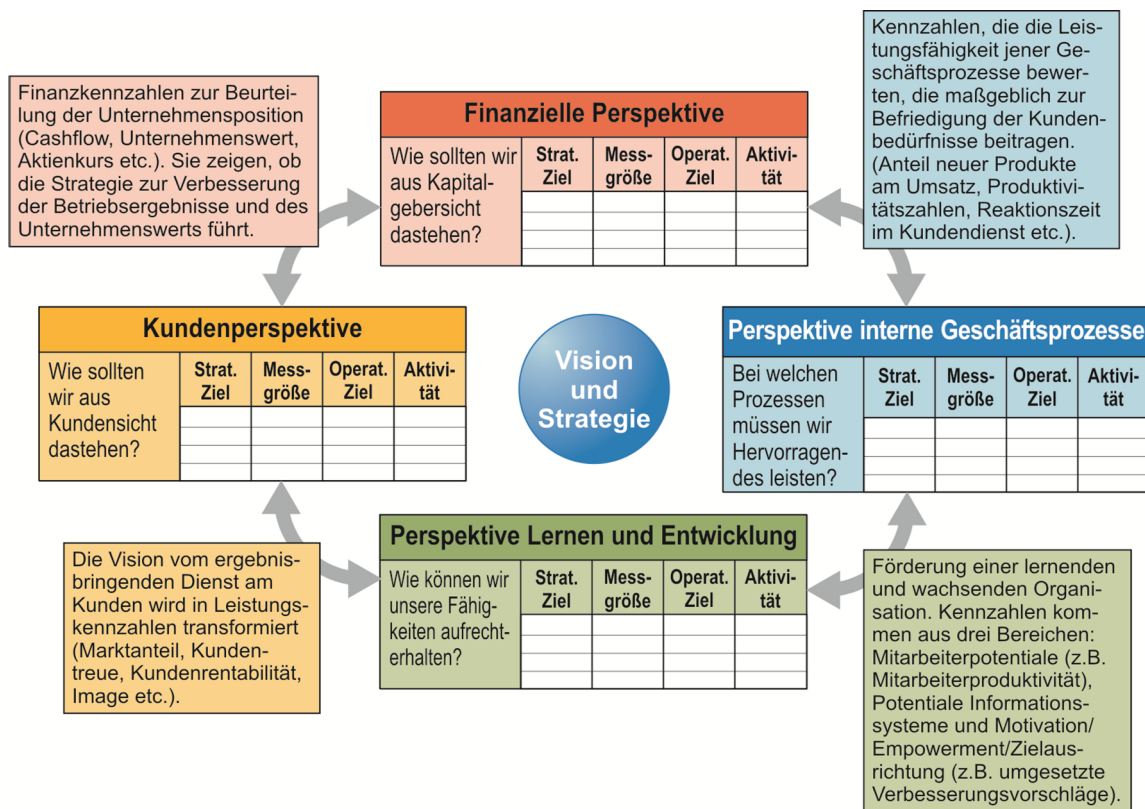 Finanzkennzahlen zur Beurtei-
lung der Unternehmensposition
(Cashflow, Unternehmenswert,
Aktienkurs etc.). Sie zeigen, ob
die Strategie zur Verbesserung
der Betriebsergebnisse und des
Unternehmenswerts führt.
Finanzielle Perspektive
Wie sollten wir
aus Kapital-
gebersicht
dastehen?
Strat.
Ziel
Mess-
größe
Operat.
Ziel
Aktivi-
tät
Kennzahlen, die die Leis-
tungsfähigkeit jener Ge-
schäftsprozesse bewer-
ten, die maßgeblich zur
Befriedigung der Kunden-
bedürfnisse beitragen.
(Anteil neuer Produkte
am Umsatz, Produktivi-
tätszahlen, Reaktionszeit
im Kundendienst etc.).
Kundenperspektive
Wie sollten
wir aus
Kundensicht
dastehen?
Strat.
Ziel
Mess-
größe
Operat.
Ziel
Aktivi-
tät
Vision
und
Strategie
Perspektive interne Geschäftsprozesse
Bei welchen
Prozessen
müssen wir
Hervorragen-
des leisten?
Strat.
Ziel
Mess-
größe
Operat.
Ziel
Aktivi-
tät
Die Vision vom ergebnis-
bringenden Dienst am
Kunden wird in Leistungs-
kennzahlen transformiert
(Marktanteil, Kunden-
treue, Kundenrentabilität,
Image etc.).
Perspektive Lernen und Entwicklung
Wie können wir
unsere Fähig-
keiten aufrecht-
erhalten?
Strat.
Ziel
Mess-
größe
Operat.
Ziel
Aktivi-
tät
Förderung einer lernenden
und wachsenden Organi-
sation. Kennzahlen kom-
men aus drei Bereichen:
Mitarbeiterpotentiale (z.B.
Mitarbeiterproduktivität),
Potentiale Informations-
systeme und Motivation/
Empowerment/Zielaus-
richtung (z.B. umgesetzte
Verbesserungsvorschläge).